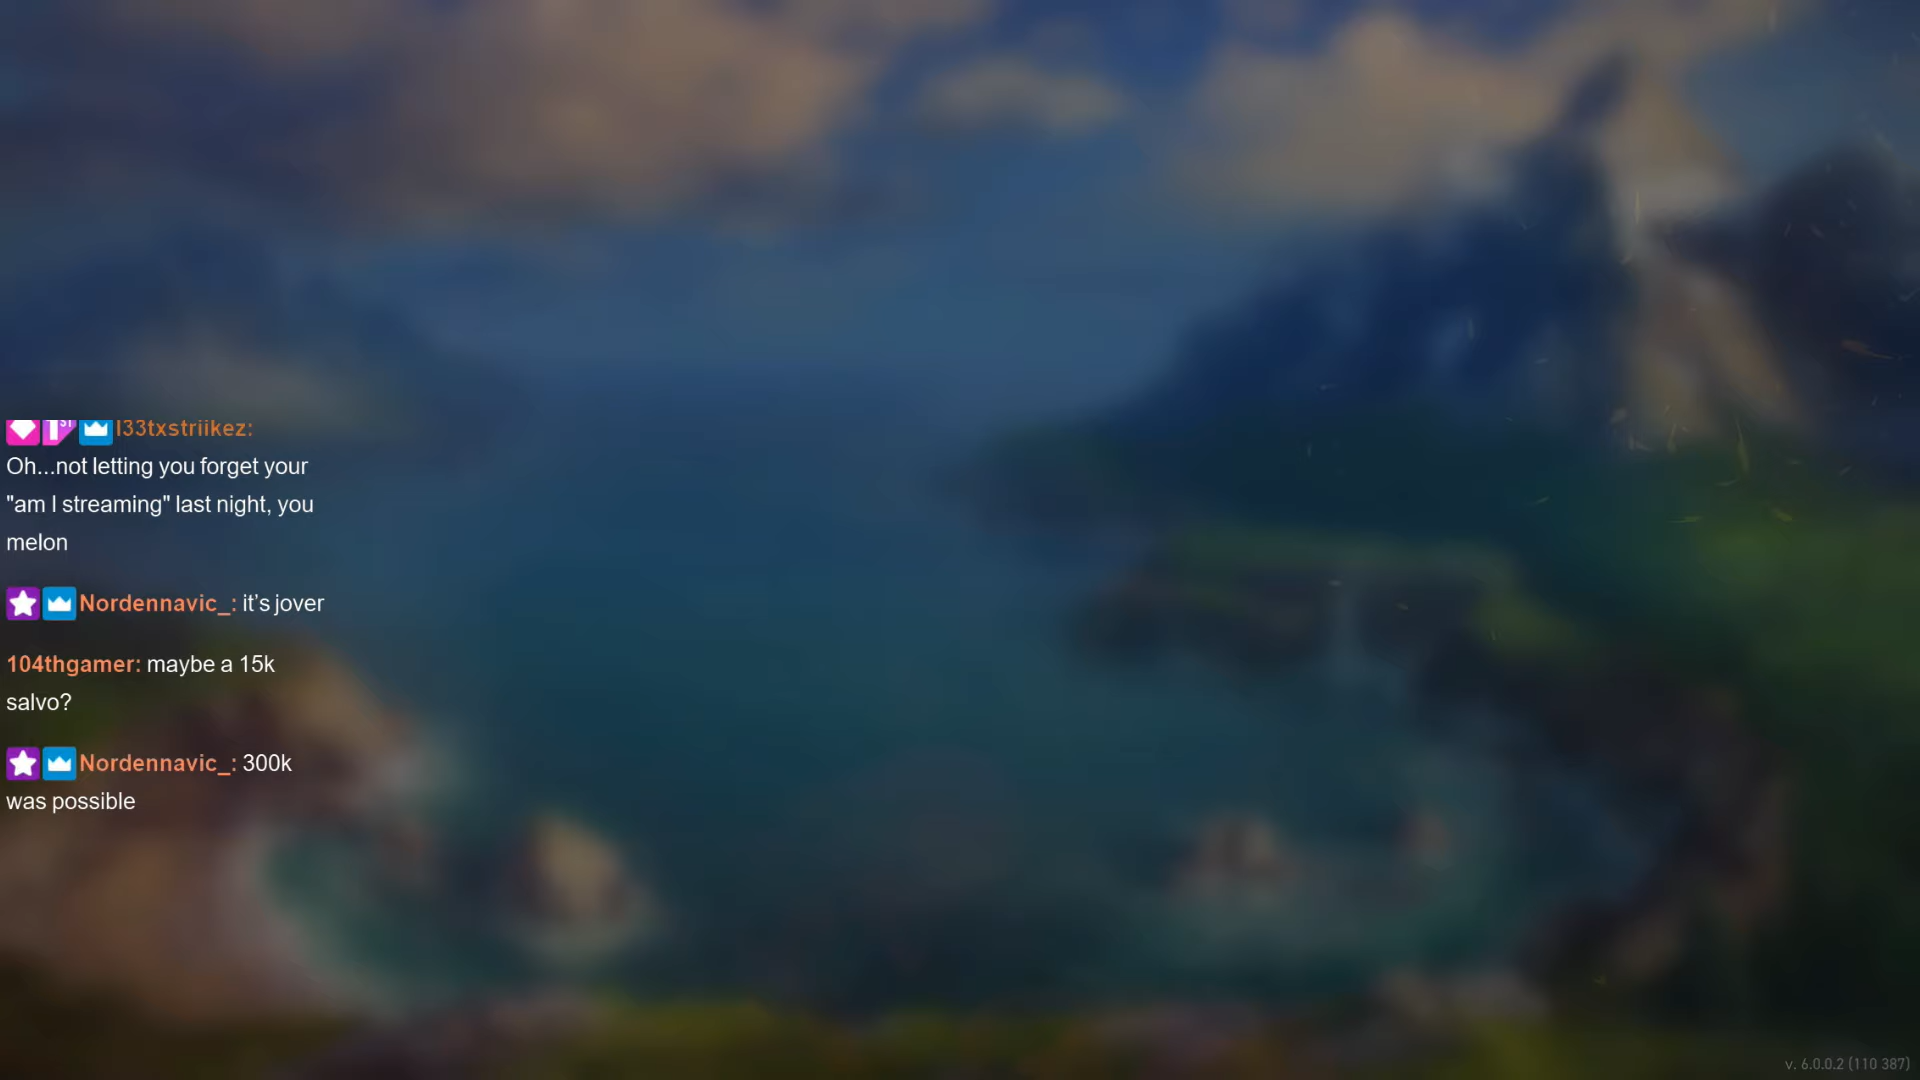 l33txstriikez:
Oh...not letting you forget your
"am I streaming" last night, you
melon
Nordennavic_: it’s jover
104thgamer: maybe a 15k
salvo?
Nordennavic_: 300k
was possible
v. 6.0.0.2 (110 387)